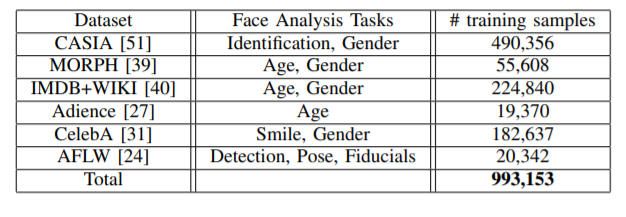 Dataset Face Analysis Tasks # training samples
CASIA [51] Identification, Gender 490,356
MORPH [39] Age, Gender 55,608
IMDB+WIKI [40] Age, Gender 224,840
Adience [27] Age 19,370
CelebA [31] Smile, Gender 182,637
AFLW [24] Detection, Pose, Fiducials 20,342
Total 993,153